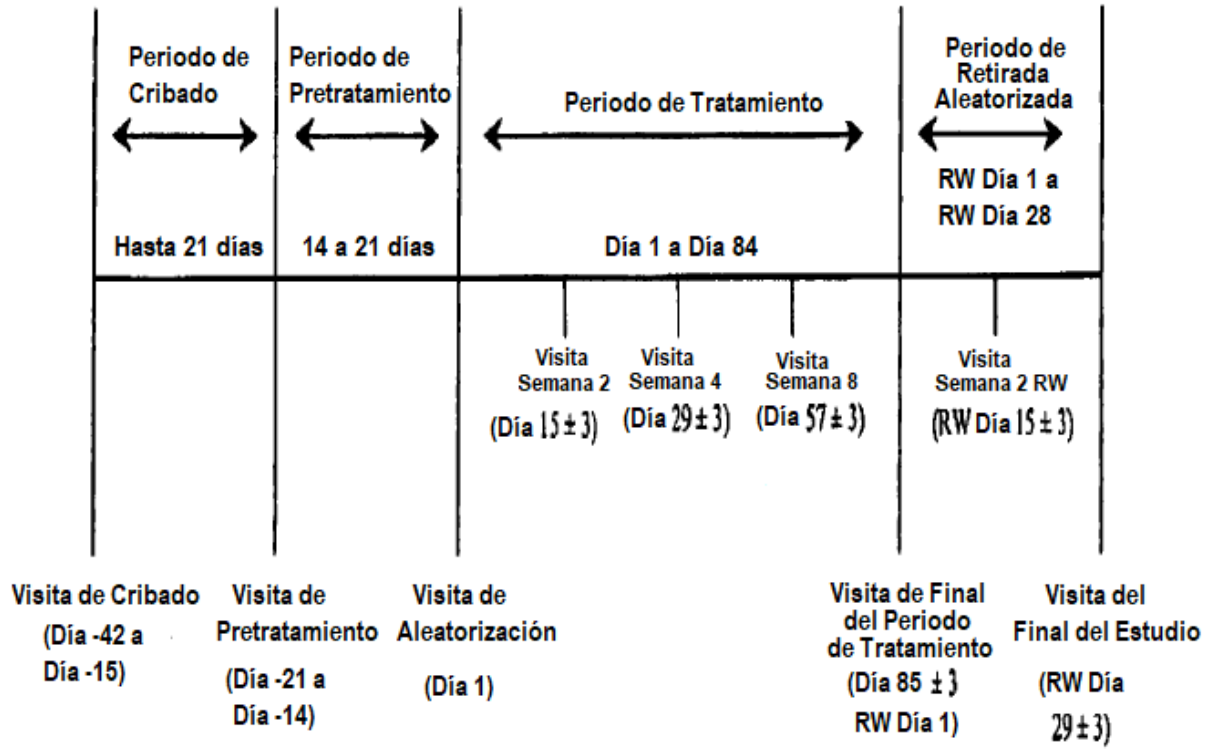 Periodo de
Cribado
Periodo de
Pretratamiento
Periodo de Tratamiento
Periodo de
Retirada
Aleatorizada
RW Día 1 a
RW Día 28
Hasta 21 días
14 a 21 días
Día 1 a Día 84
Visita
Semana 2
(Día 15 ± 3)
Visita
Semana 4
(Día 29 ± 3)
Visita
Semana 8
(Día 57 ± 3)
Visita
Semana 2 RW
(RW Día 15 ± 3)
Visita de Cribado
(Día -42 a
Día -15)
Visita de
Pretratamiento
(Día -21 a
Día -14)
Visita de
Aleatorización
(Día 1)
Visita de Final
del Periodo
de Tratamiento
(Día 85 ± 3
RW Día 1)
Visita del
Final del Estudio
(RW Día
29 ± 3)